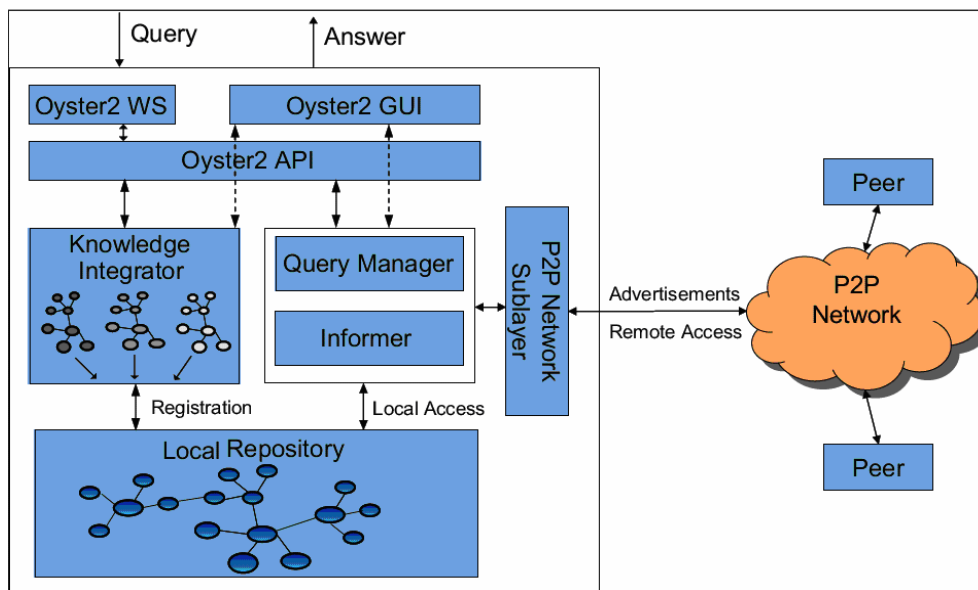 Query
Answer
Oyster2 WS
Oyster2 GUI
Oyster2 API
Peer
Knowledge
Integrator
Query Manager
Informer
P2P Network
Sublayer
Advertisements
Remote Access
P2P
Network
Registration
Local Access
Local Repository
Peer